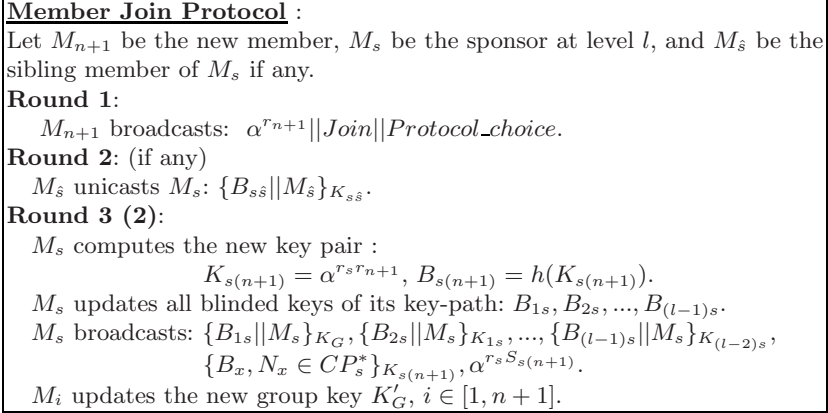 Member Join Protocol :
Let M_{n+1} be the new member, M_s be the sponsor at level l, and M_ŝ be the
sibling member of M_s if any.
Round 1:
M_{n+1} broadcasts: α^{r_{n+1}}||Join||Protocol_choice.
Round 2: (if any)
M_ŝ unicasts M_s: {B_{sŝ}||M_ŝ}_{K_{sŝ}}.
Round 3 (2):
M_s computes the new key pair :
K_{s(n+1)} = α^{r_s r_{n+1}}, B_{s(n+1)} = h(K_{s(n+1)}).
M_s updates all blinded keys of its key-path: B_{1s}, B_{2s}, ..., B_{(l−1)s}.
M_s broadcasts: {B_{1s}||M_s}_{K_G}, {B_{2s}||M_s}_{K_{1s}}, ..., {B_{(l−1)s}||M_s}_{K_{(l−2)s}},
{B_x, N_x ∈ CP_s^*}_{K_{s(n+1)}}, α^{r_s S_{s(n+1)}}.
M_i updates the new group key K'_G, i ∈ [1, n + 1].